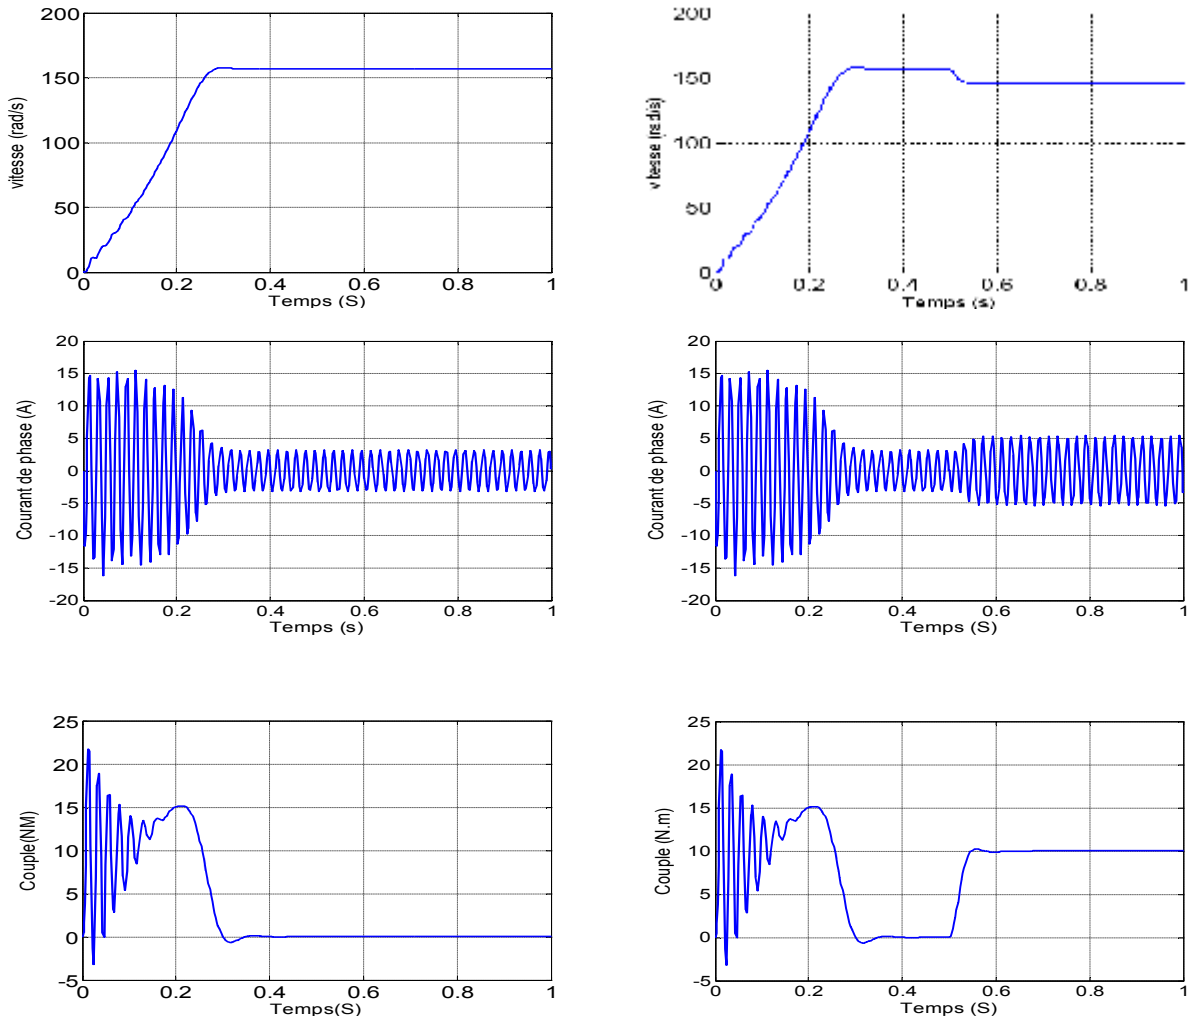 200
150
100
50
0
vitesse (rad/s)
0 0.2 0.4 0.6 0.8 1
Temps (S)
200
150
100
50
0
vitesse (rad/s)
0 0.2 0.4 0.6 0.8 1
Temps (s)
20
15
10
5
0
-5
-10
-15
-20
Courant de phase (A)
0 0.2 0.4 0.6 0.8 1
Temps (s)
20
15
10
5
0
-5
-10
-15
-20
Courant de phase (A)
0 0.2 0.4 0.6 0.8 1
Temps (S)
25
20
15
10
5
0
-5
Couple(NM)
0 0.2 0.4 0.6 0.8 1
Temps(S)
25
20
15
10
5
0
-5
Couple (N.m)
0 0.2 0.4 0.6 0.8 1
Temps (S)